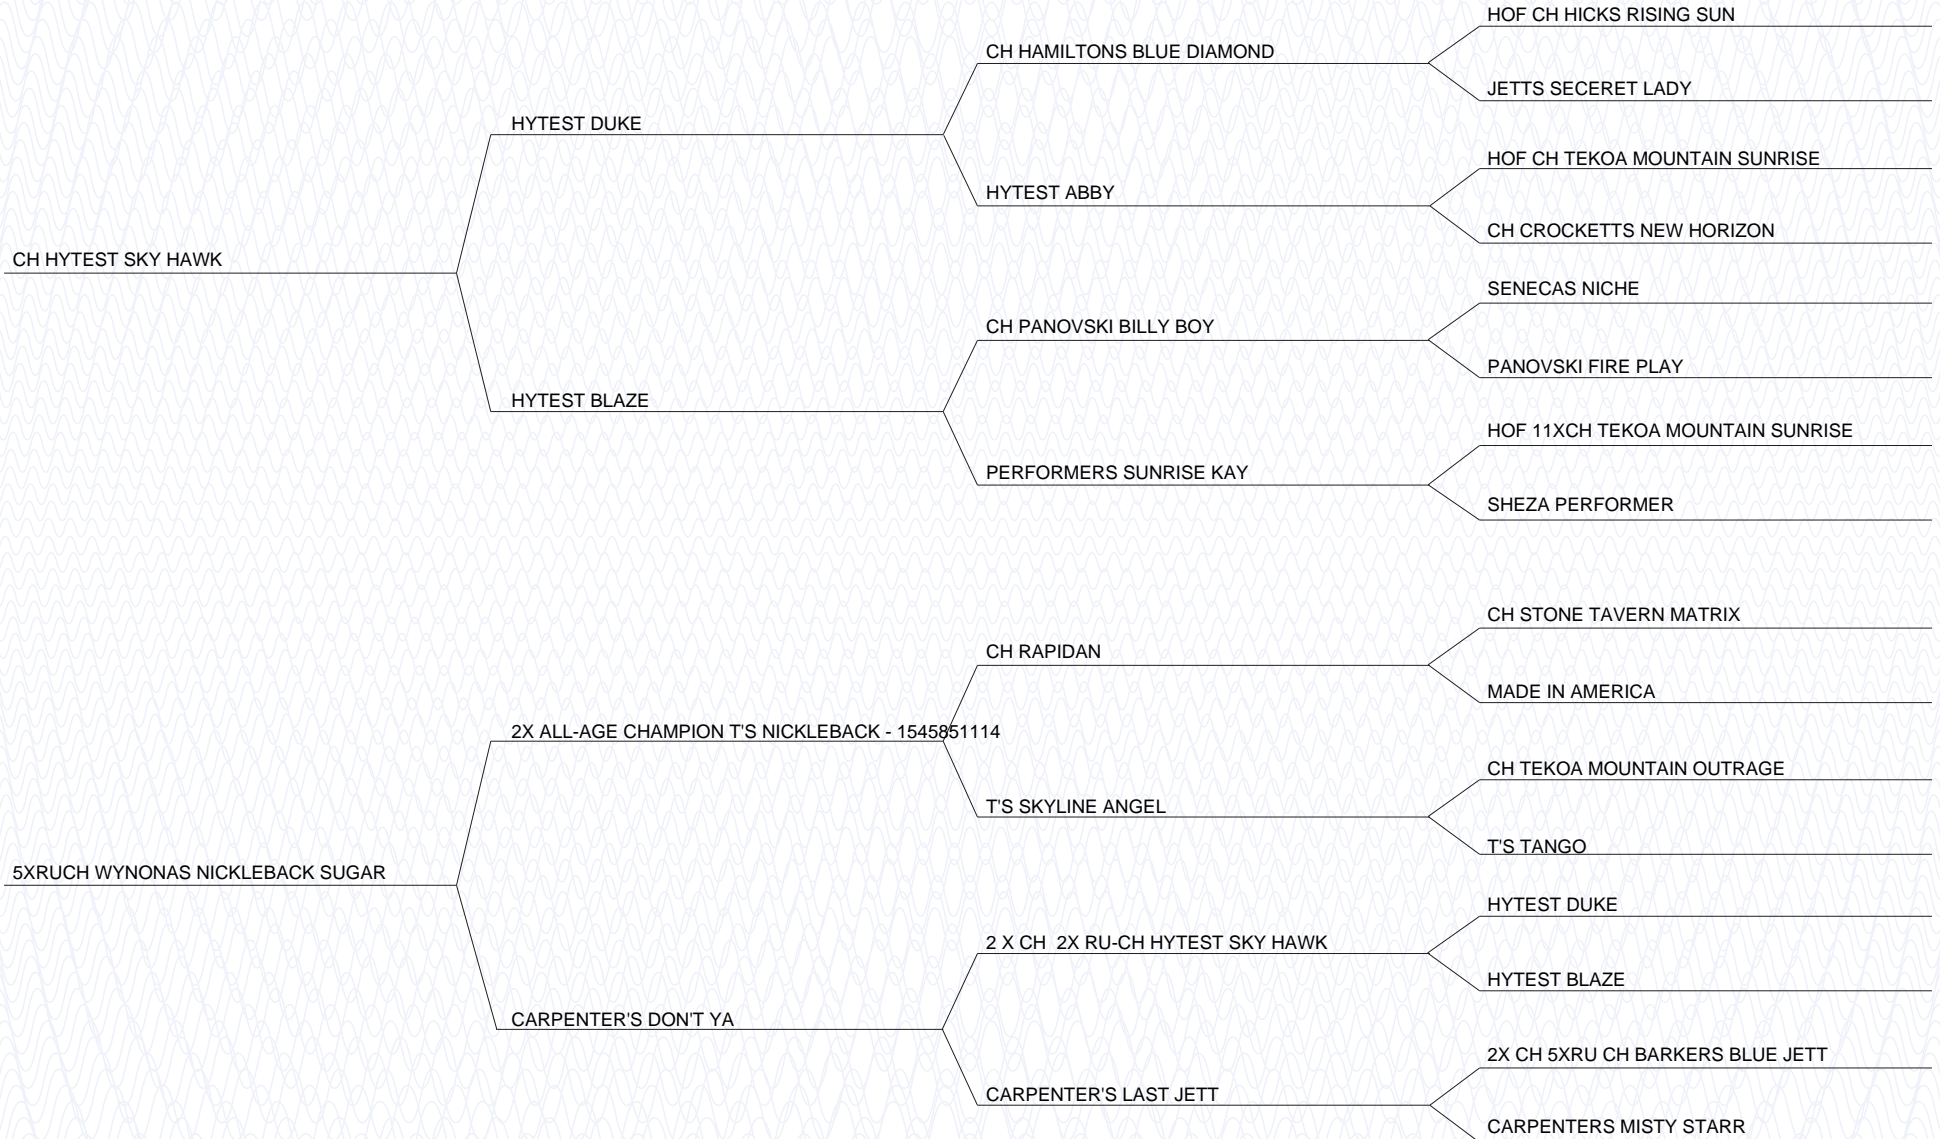 HOF CH HICKS RISING SUN
CH HAMILTONS BLUE DIAMOND
JETTS SECERET LADY
HYTEST DUKE
HOF CH TEKOA MOUNTAIN SUNRISE
HYTEST ABBY
CH CROCKETTS NEW HORIZON
CH HYTEST SKY HAWK
SENECAS NICHE
CH PANOVSKI BILLY BOY
PANOVSKI FIRE PLAY
HYTEST BLAZE
HOF 11XCH TEKOA MOUNTAIN SUNRISE
PERFORMERS SUNRISE KAY
SHEZA PERFORMER
CH STONE TAVERN MATRIX
CH RAPIDAN
MADE IN AMERICA
2X ALL-AGE CHAMPION T'S NICKLEBACK - 1545851114
CH TEKOA MOUNTAIN OUTRAGE
T'S SKYLINE ANGEL
T'S TANGO
5XRUCH WYNONAS NICKLEBACK SUGAR
HYTEST DUKE
2 X CH  2X RU-CH HYTEST SKY HAWK
HYTEST BLAZE
CARPENTER'S DON'T YA
2X CH 5XRU CH BARKERS BLUE JETT
CARPENTER'S LAST JETT
CARPENTERS MISTY STARR